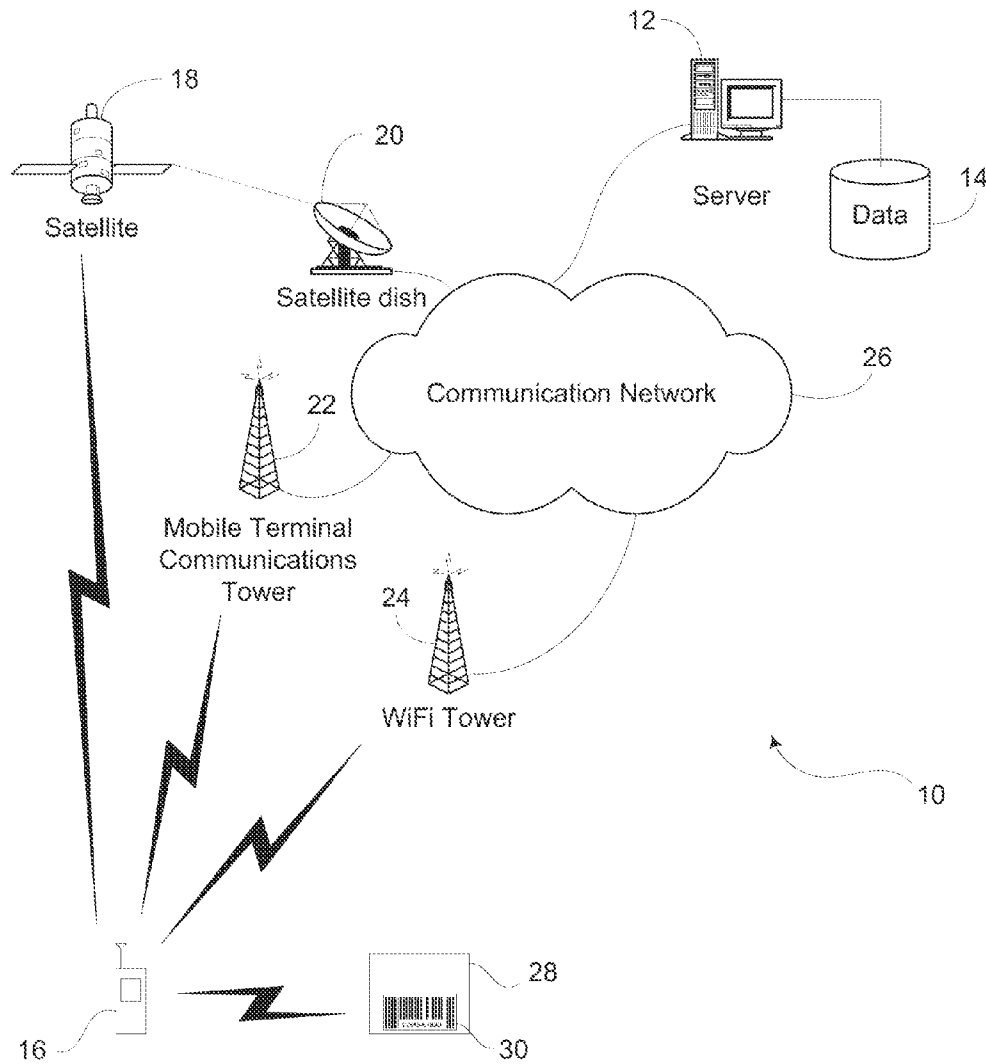 12
18
20
Server
14
Data
Satellite
Satellite dish
26
Communication Network
22
Mobile Terminal
Communications
Tower
24
WiFi Tower
10
28
16
30